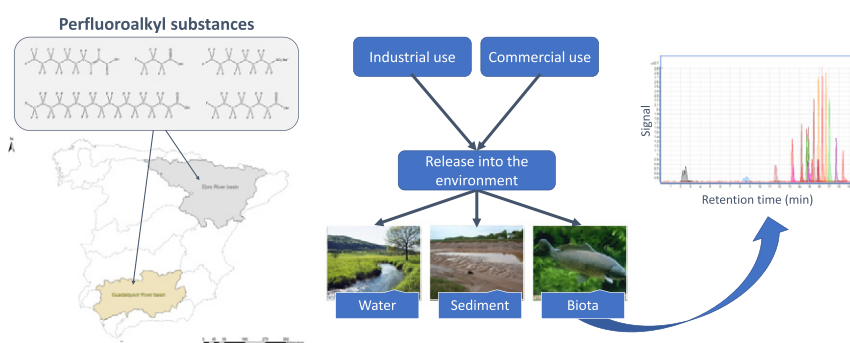 Perfluoroalkyl substances
Ebro River basin
Guadalquivir River basin
Industrial use
Commercial use
Release into the
environment
Water
Sediment
Biota
Signal
Retention time (min)